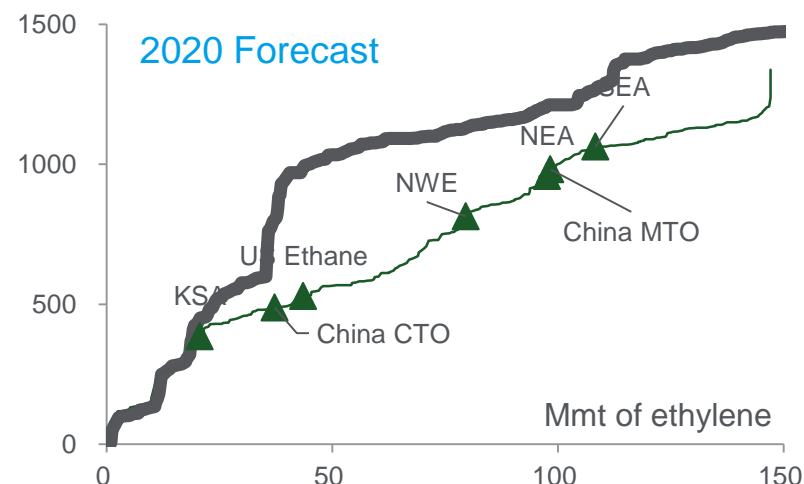 1500
2020 Forecast
SEA
NEA
1000
NWE
China MTO
US Ethane
KSA
500
China CTO
Mmt of ethylene
0
0
50
100
150